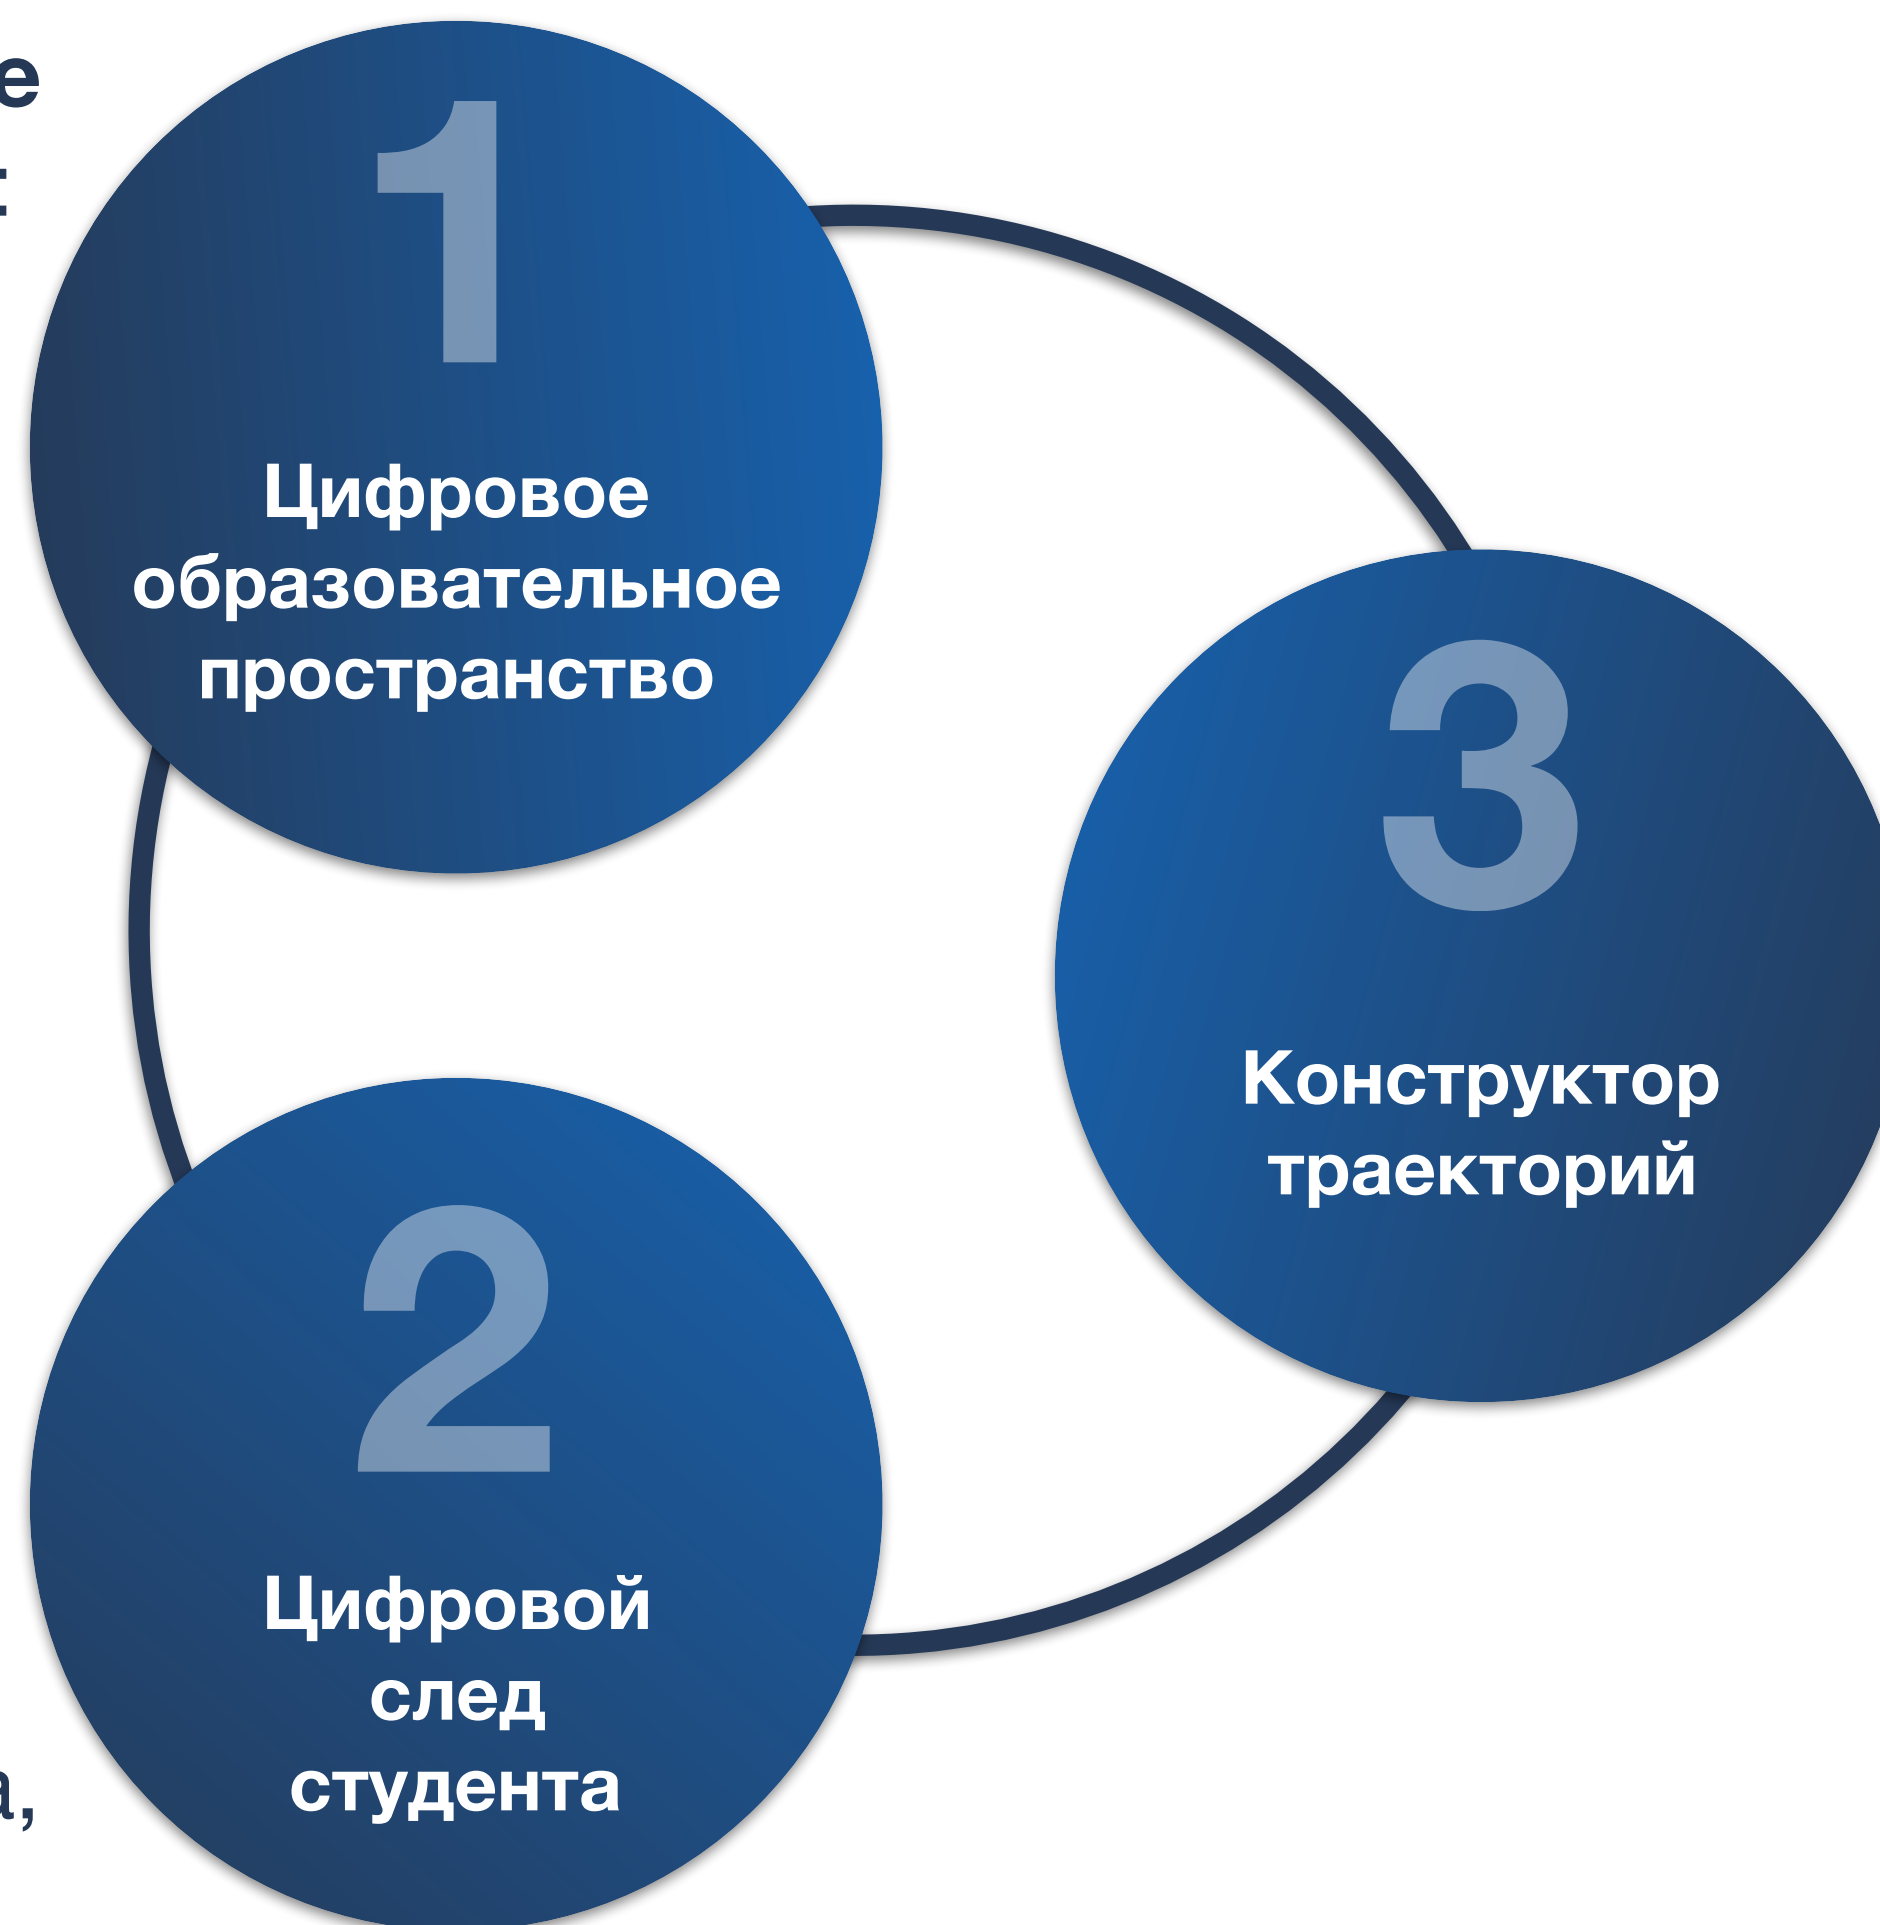 1
Цифровое
образовательное
пространство
2
Цифровой
след
студента
3
Конструктор
траекторий